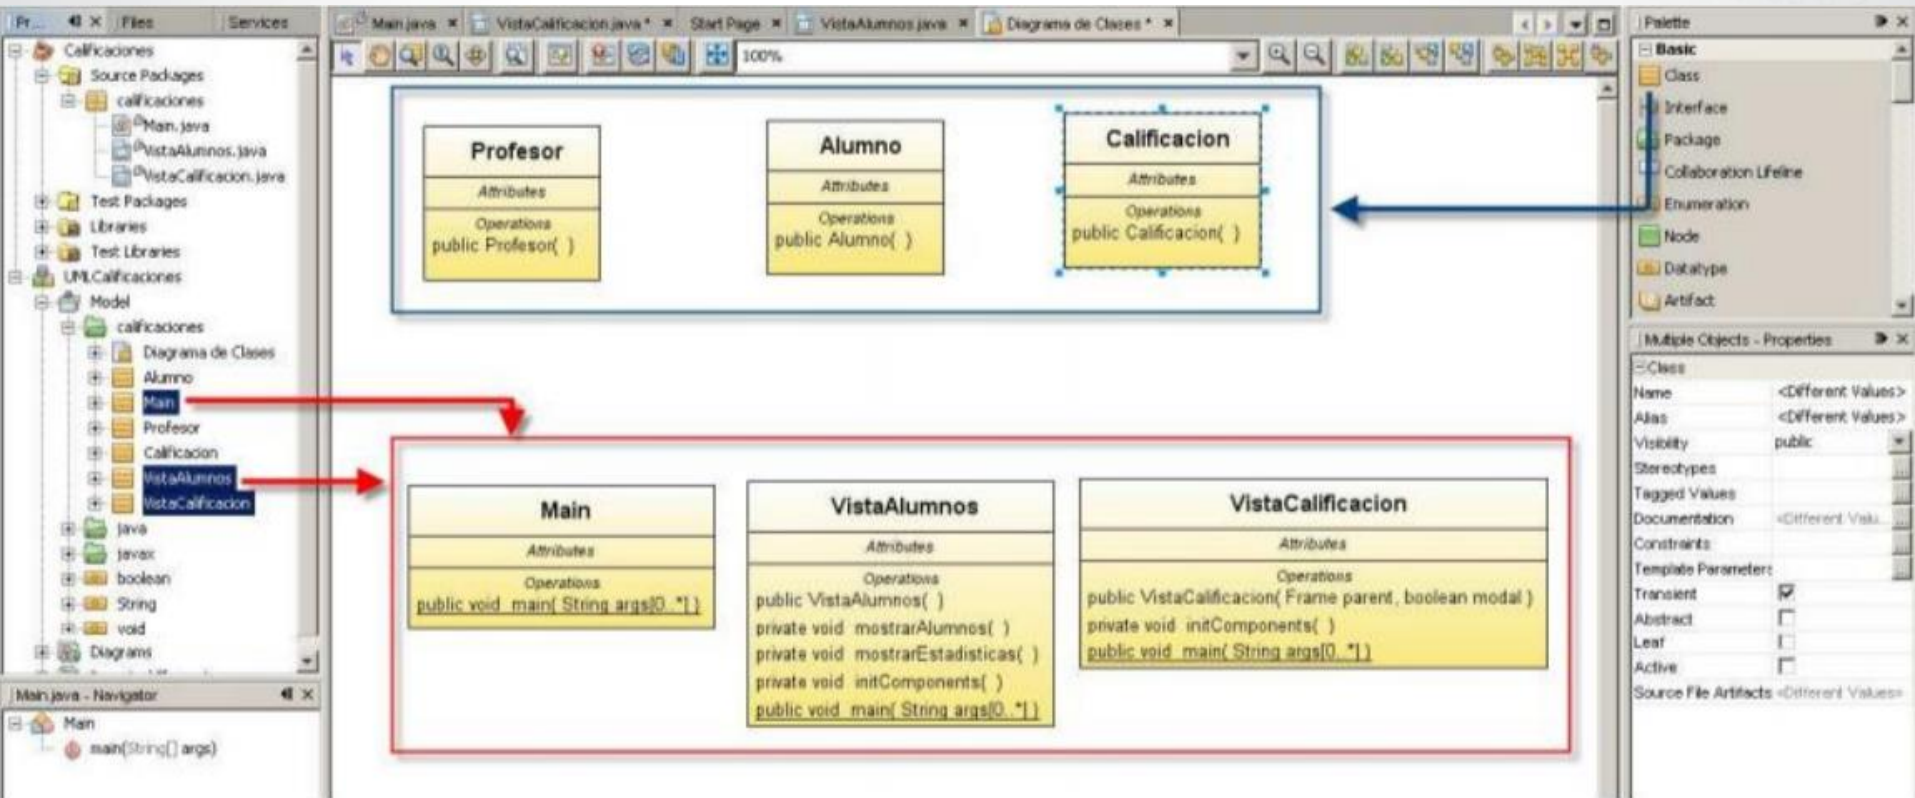 Pr... Files Services
Calificaciones
Source Packages
calificaciones
Main.java
VistaAlumnos.java
VistaCalificacion.java
Test Packages
Libraries
Test Libraries
UMLCalificaciones
Model
calificaciones
Diagrama de Clases
Alumno
Main
Profesor
Calificacion
VistaAlumnos
VistaCalificacion
java
javax
boolean
String
void
Diagrams
Main.java - Navigator
Main
main(String[] args)
Main.java VistaCalificacion.java * Start Page VistaAlumnos.java Diagrama de Clases *
100%
Profesor
Attributes
Operations
public Profesor( )
Alumno
Attributes
Operations
public Alumno( )
Calificacion
Attributes
Operations
public Calificacion( )
Main
Attributes
Operations
public void main( String args[0..*] )
VistaAlumnos
Attributes
Operations
public VistaAlumnos( )
private void mostrarAlumnos( )
private void mostrarEstadisticas( )
private void initComponents( )
public void main( String args[0..*] )
VistaCalificacion
Attributes
Operations
public VistaCalificacion( Frame parent, boolean modal )
private void initComponents( )
public void main( String args[0..*] )
Palette
Basic
Class
Interface
Package
Collaboration Lifeline
Enumeration
Node
Datatype
Artifact
Multiple Objects - Properties
Class
Name <Different Values>
Alias <Different Values>
Visibility public
Stereotypes
Tagged Values
Documentation <Different Valu...
Constraints
Template Parameters
Transient
Abstract
Leaf
Active
Source File Artifacts <Different Values>